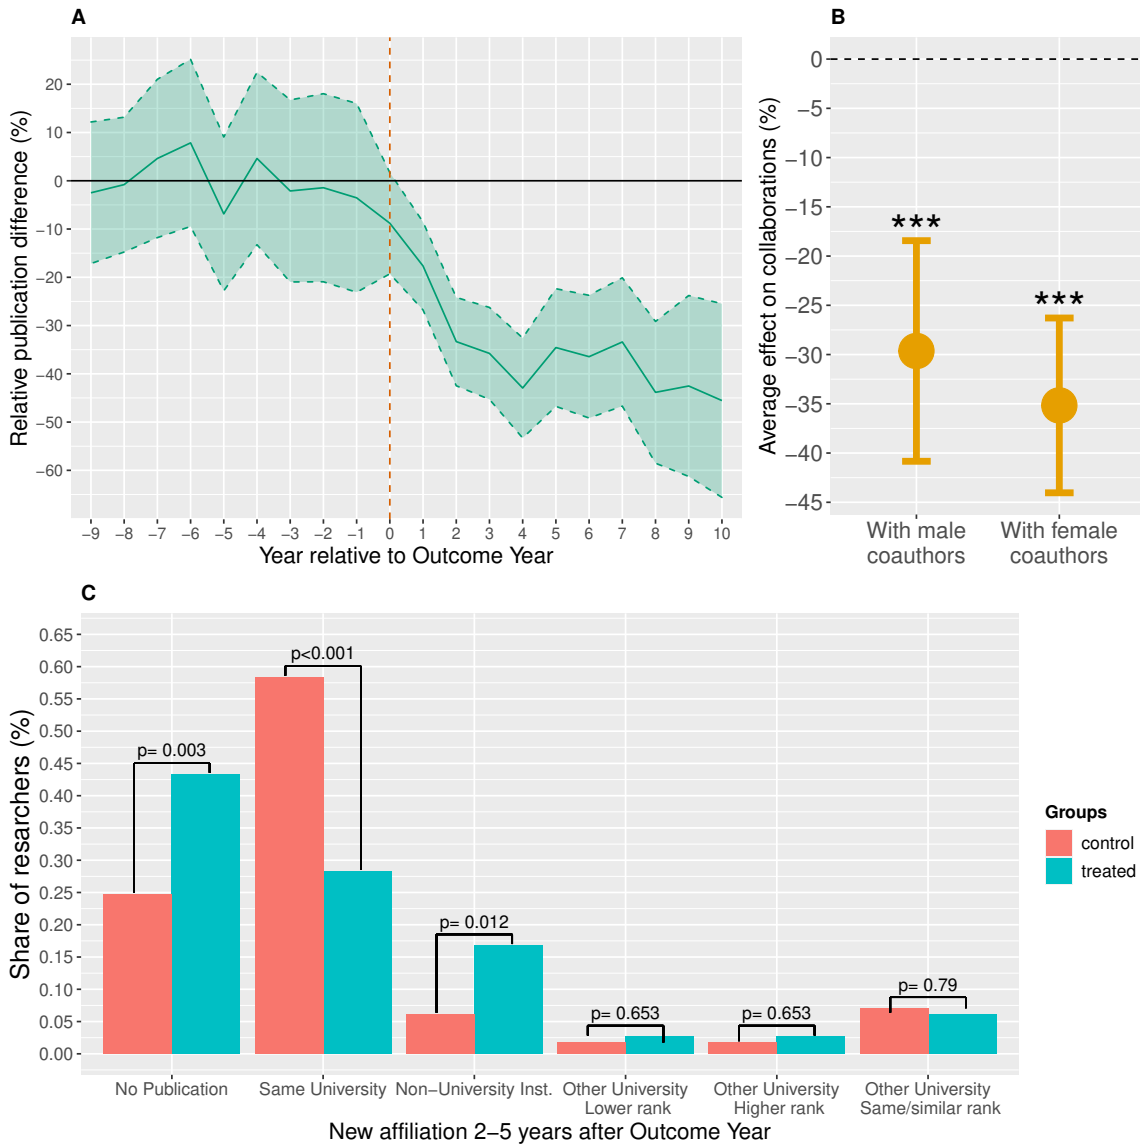 A
Relative publication difference (%)
20
10
0
−10
−20
−30
−40
−50
−60
−9 −8 −7 −6 −5 −4 −3 −2 −1 0 1 2 3 4 5 6 7 8 9 10
Year relative to Outcome Year
B
Average effect on collaborations (%)
0
−5
−10
−15
−20
−25
−30
−35
−40
−45
***
***
With male
coauthors
With female
coauthors
C
Share of resarchers (%)
0.65
0.60
0.55
0.50
0.45
0.40
0.35
0.30
0.25
0.20
0.15
0.10
0.05
0.00
p= 0.003
p<0.001
p= 0.012
p= 0.653
p= 0.653
p= 0.79
No Publication
Same University
Non−University Inst.
Other University
Lower rank
Other University
Higher rank
Other University
Same/similar rank
New affiliation 2−5 years after Outcome Year
Groups
control
treated